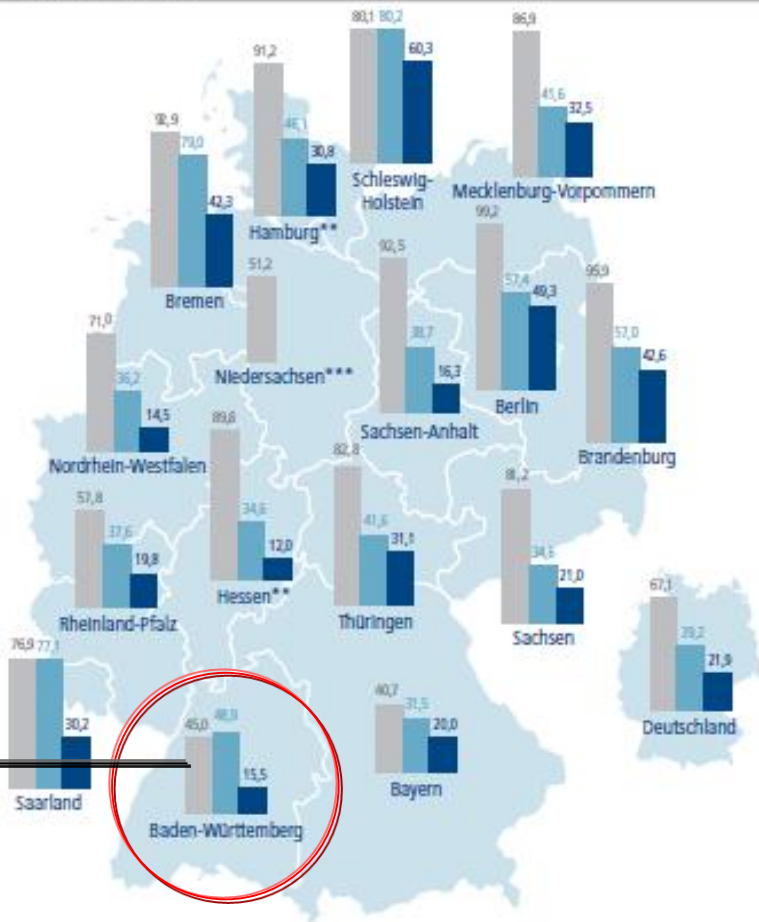 80,1 80,2 60,3
Schleswig-
Holstein
86,9 41,6 32,5
Mecklenburg-Vorpommern
91,2 46,1 30,8
Hamburg**
92,9 79,0 42,3
Bremen
51,2
Niedersachsen***
92,5 38,7 16,3
Sachsen-Anhalt
99,2 57,4 49,3
Berlin
95,9 57,0 42,6
Brandenburg
71,0 36,2 14,5
Nordrhein-Westfalen
89,8 34,6 12,0
Hessen**
82,8 41,6 31,1
Thüringen
81,2 34,6 21,0
Sachsen
57,8 37,6 19,8
Rheinland-Pfalz
67,1 39,2 21,9
Deutschland
76,9 77,1 30,2
Saarland
45,0 15,5
Baden-Württemberg
40,7 31,5 20,0
Bayern